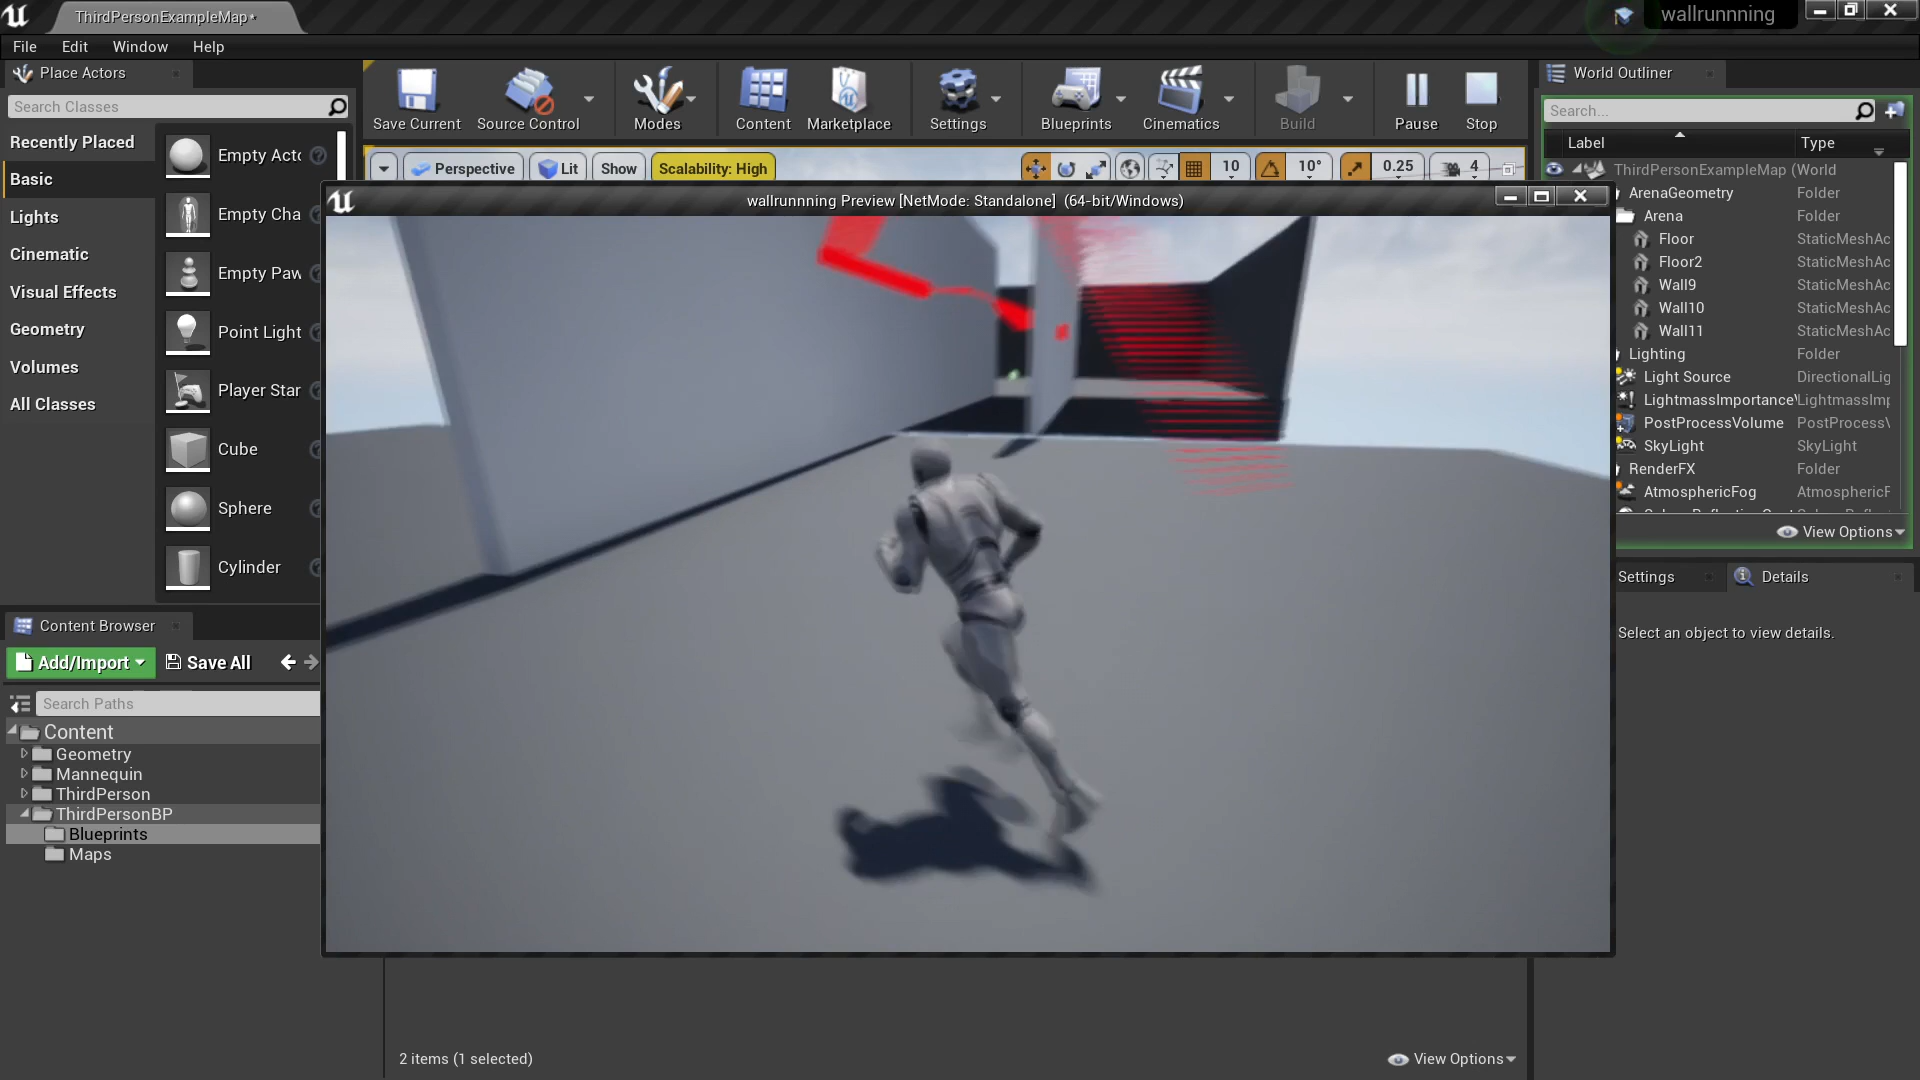 ThirdPersonExampleMap*
wallrunnning
File Edit Window Help
Place Actors
Search Classes
Recently Placed
Basic
Lights
Cinematic
Visual Effects
Geometry
Volumes
All Classes
Empty Acto
Empty Cha
Empty Paw
Point Light
Player Star
Cube
Sphere
Cylinder
Save Current Source Control Modes Content Marketplace Settings Blueprints Cinematics Build Pause Stop
Perspective Lit Show Scalability: High 10 10° 0.25 4
wallrunnning Preview [NetMode: Standalone] (64-bit/Windows)
World Outliner
Search...
Label Type
ThirdPersonExampleMap (World
ArenaGeometry Folder
Arena Folder
Floor StaticMeshAc
Floor2 StaticMeshAc
Wall9 StaticMeshAc
Wall10 StaticMeshAc
Wall11 StaticMeshAc
Lighting Folder
Light Source DirectionalLig
LightmassImportanceV LightmassImp
PostProcessVolume PostProcessV
SkyLight SkyLight
RenderFX Folder
AtmosphericFog AtmosphericF
View Options
Settings Details
Select an object to view details.
Content Browser
Add/Import Save All
Search Paths
Content
Geometry
Mannequin
ThirdPerson
ThirdPersonBP
Blueprints
Maps
2 items (1 selected) View Options